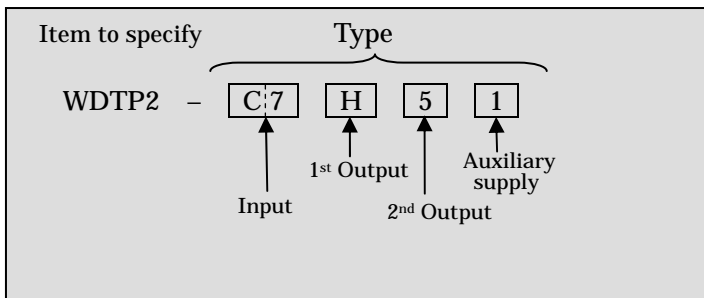 Item to specify
Type
WDTP2 – C 7 H 5 1
1st Output
Auxiliary
supply
Input
2nd Output